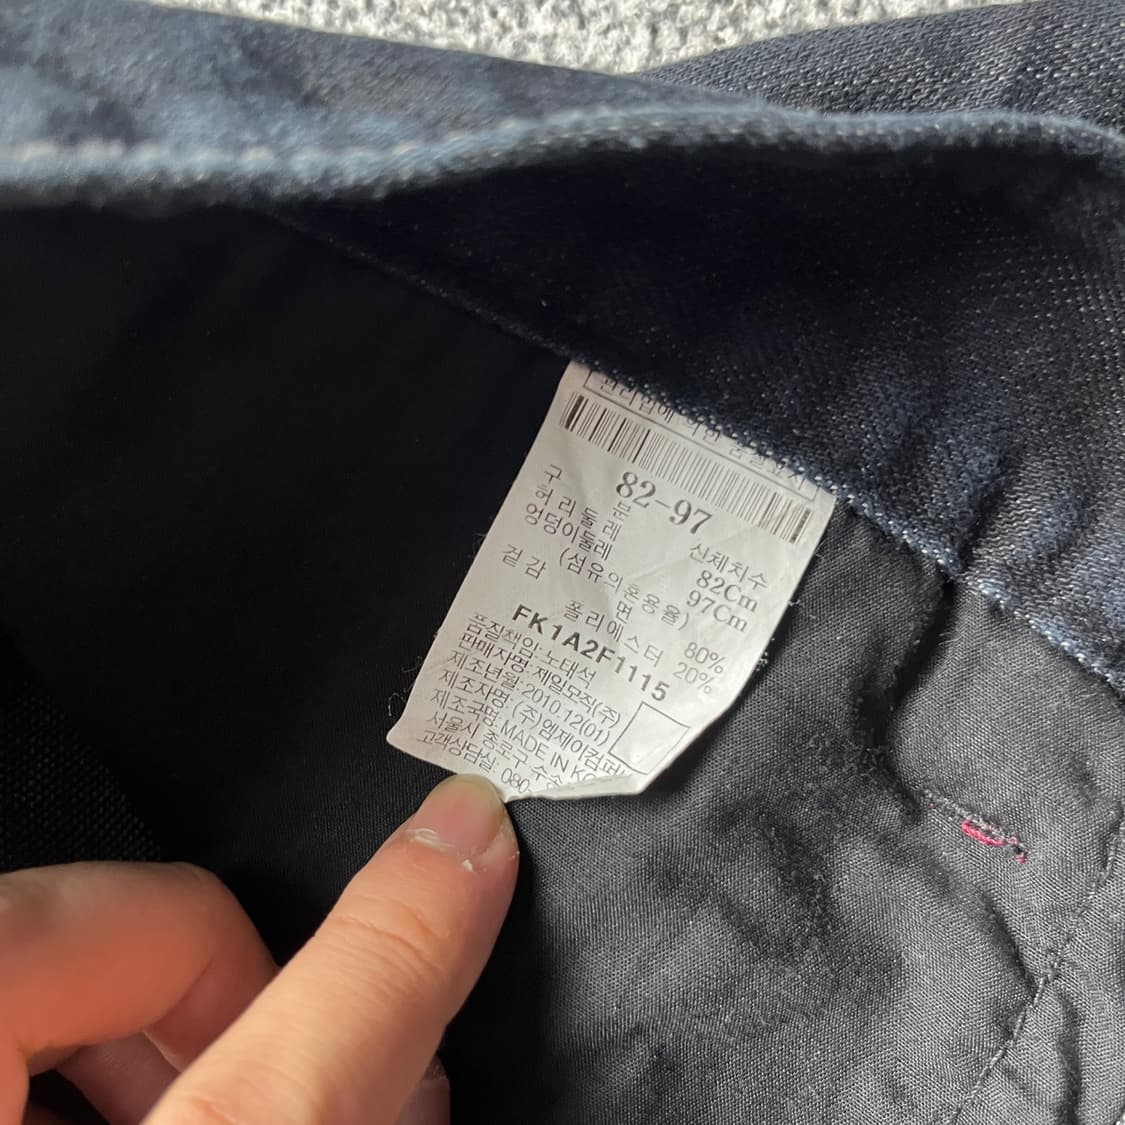 82-97
구 부 신체치수
허리둘레 82Cm
엉덩이둘레 97Cm
(섬유의혼용율)
겉감 면 80%
폴리에스터 20%
FK1A2F1115
품질책임: 노태석
판매자명: 제일모직(주)
제조년월: 2010.12(01)
제조자명: (주)엠제이컴퍼
제조국명: MADE IN KO
서울시 종로구 수송
고객상담실: 080-